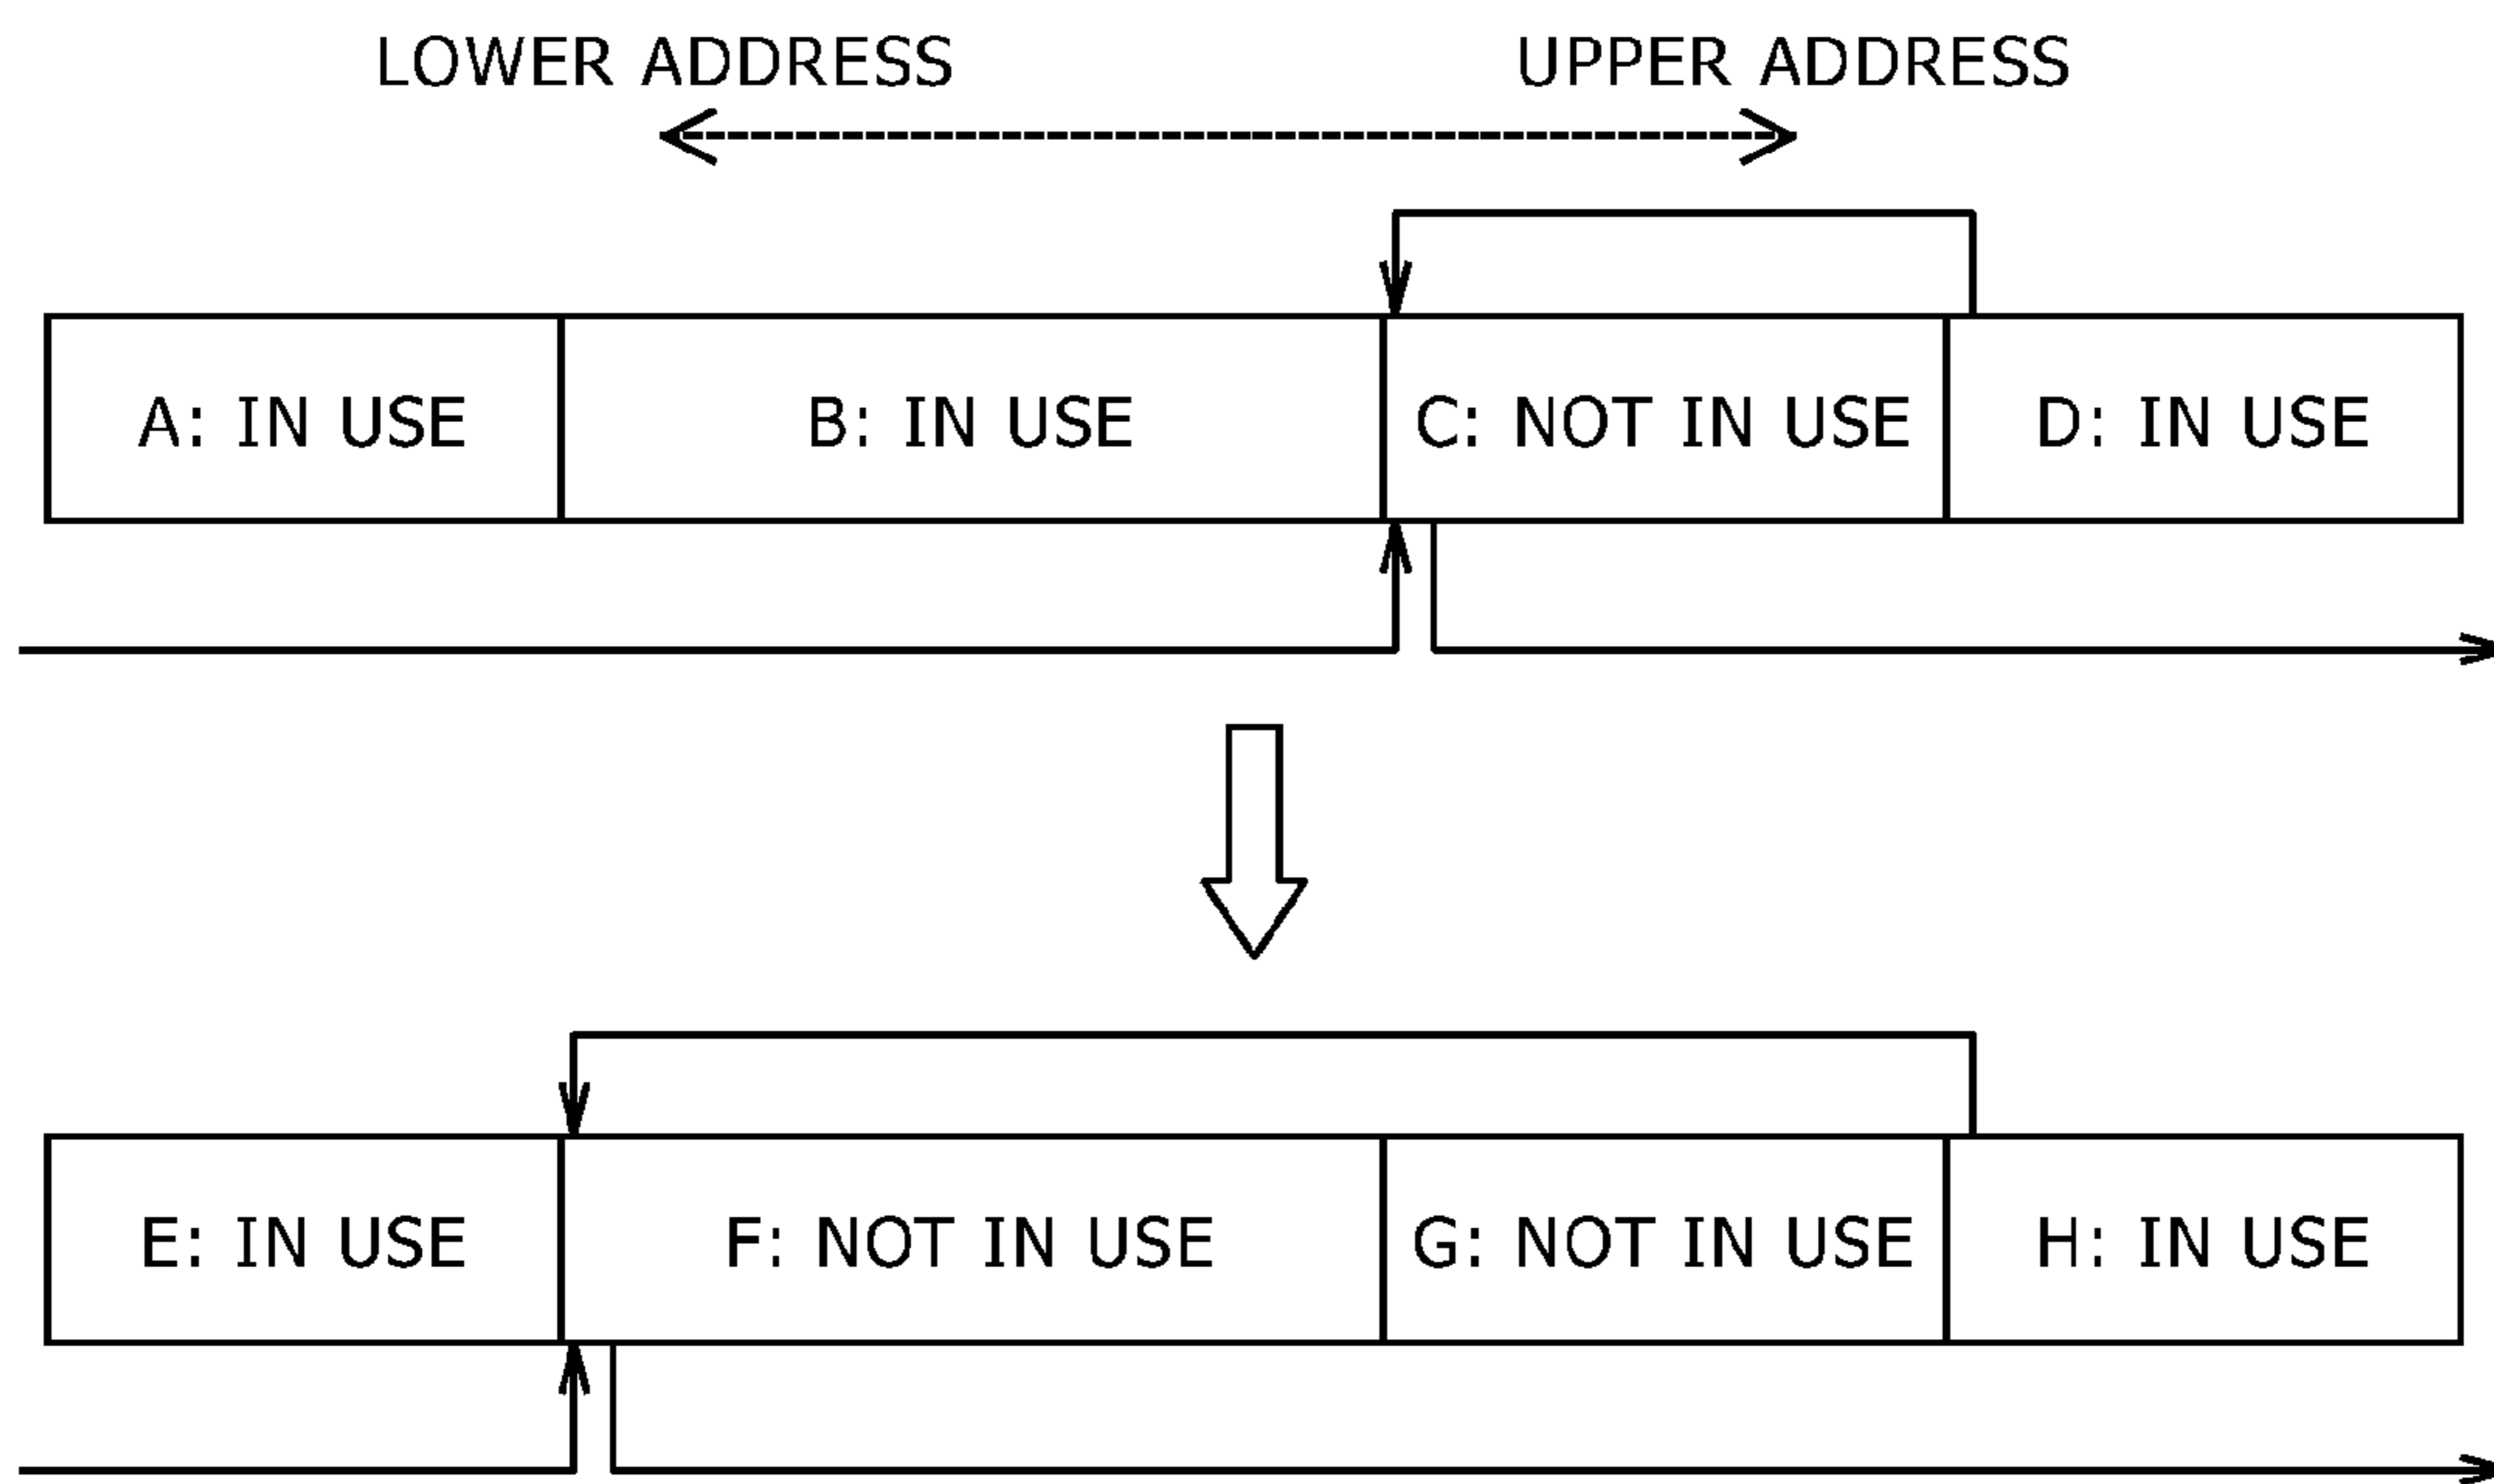 LOWER ADDRESS UPPER ADDRESS
A: IN USE B: IN USE C: NOT IN USE D: IN USE
E: IN USE F: NOT IN USE G: NOT IN USE H: IN USE